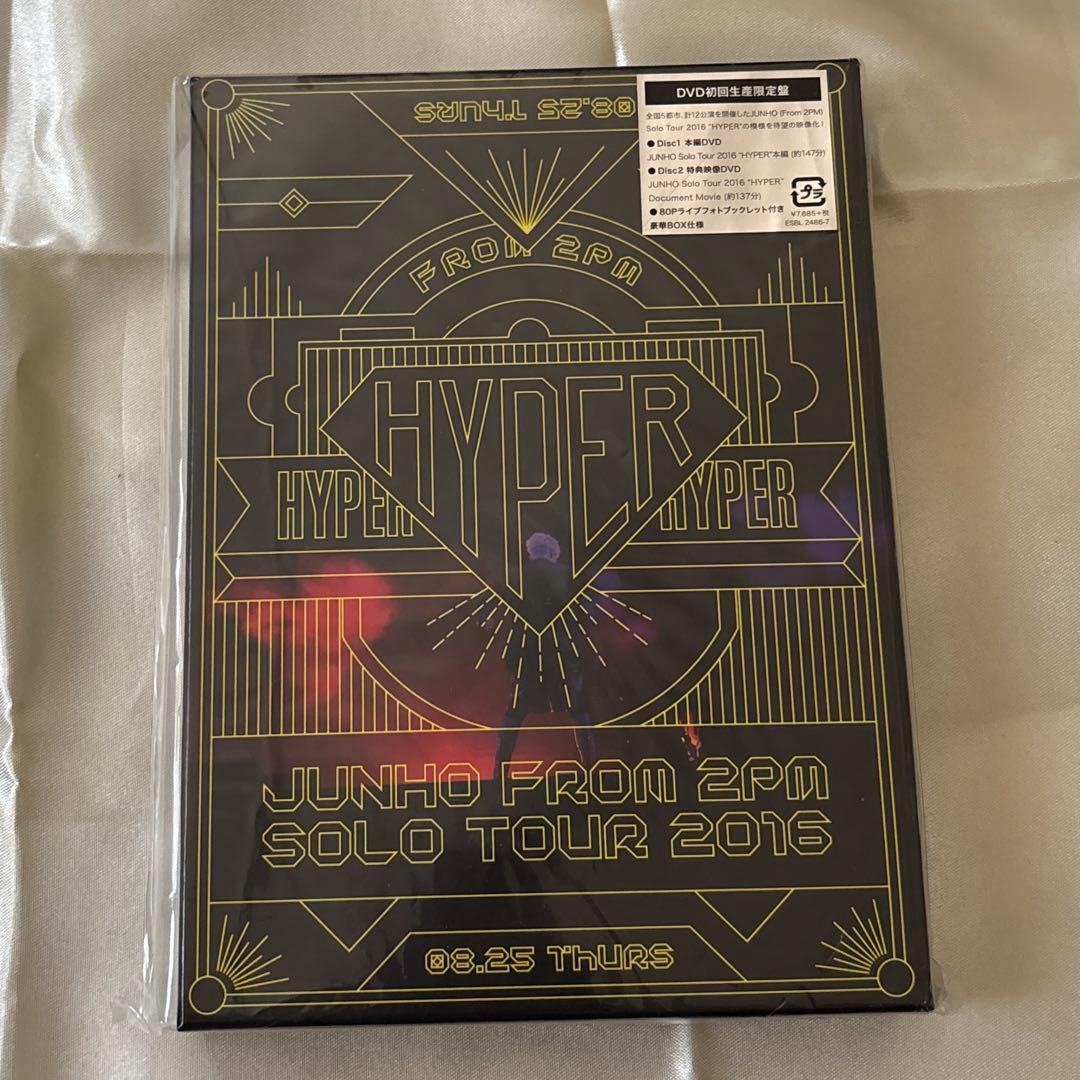 08.25 THURS
DVD初回生産限定盤
全国5都市、計12公演を開催したJUNHO (From 2PM)
Solo Tour 2016 "HYPER"の模様を待望の映像化！
●Disc1 本編DVD
JUNHO Solo Tour 2016 "HYPER"本編 (約147分)
●Disc2 特典映像DVD
JUNHO Solo Tour 2016 "HYPER"
Document Movie (約137分)
●80Pライブフォトブックレット付き
豪華BOX仕様
プラ
¥7,685+税
ESBL 2486-7
FROM 2PM
HYPER
HYPER
HYPER
JUNHO FROM 2PM
SOLO TOUR 2016
08.25 THURS